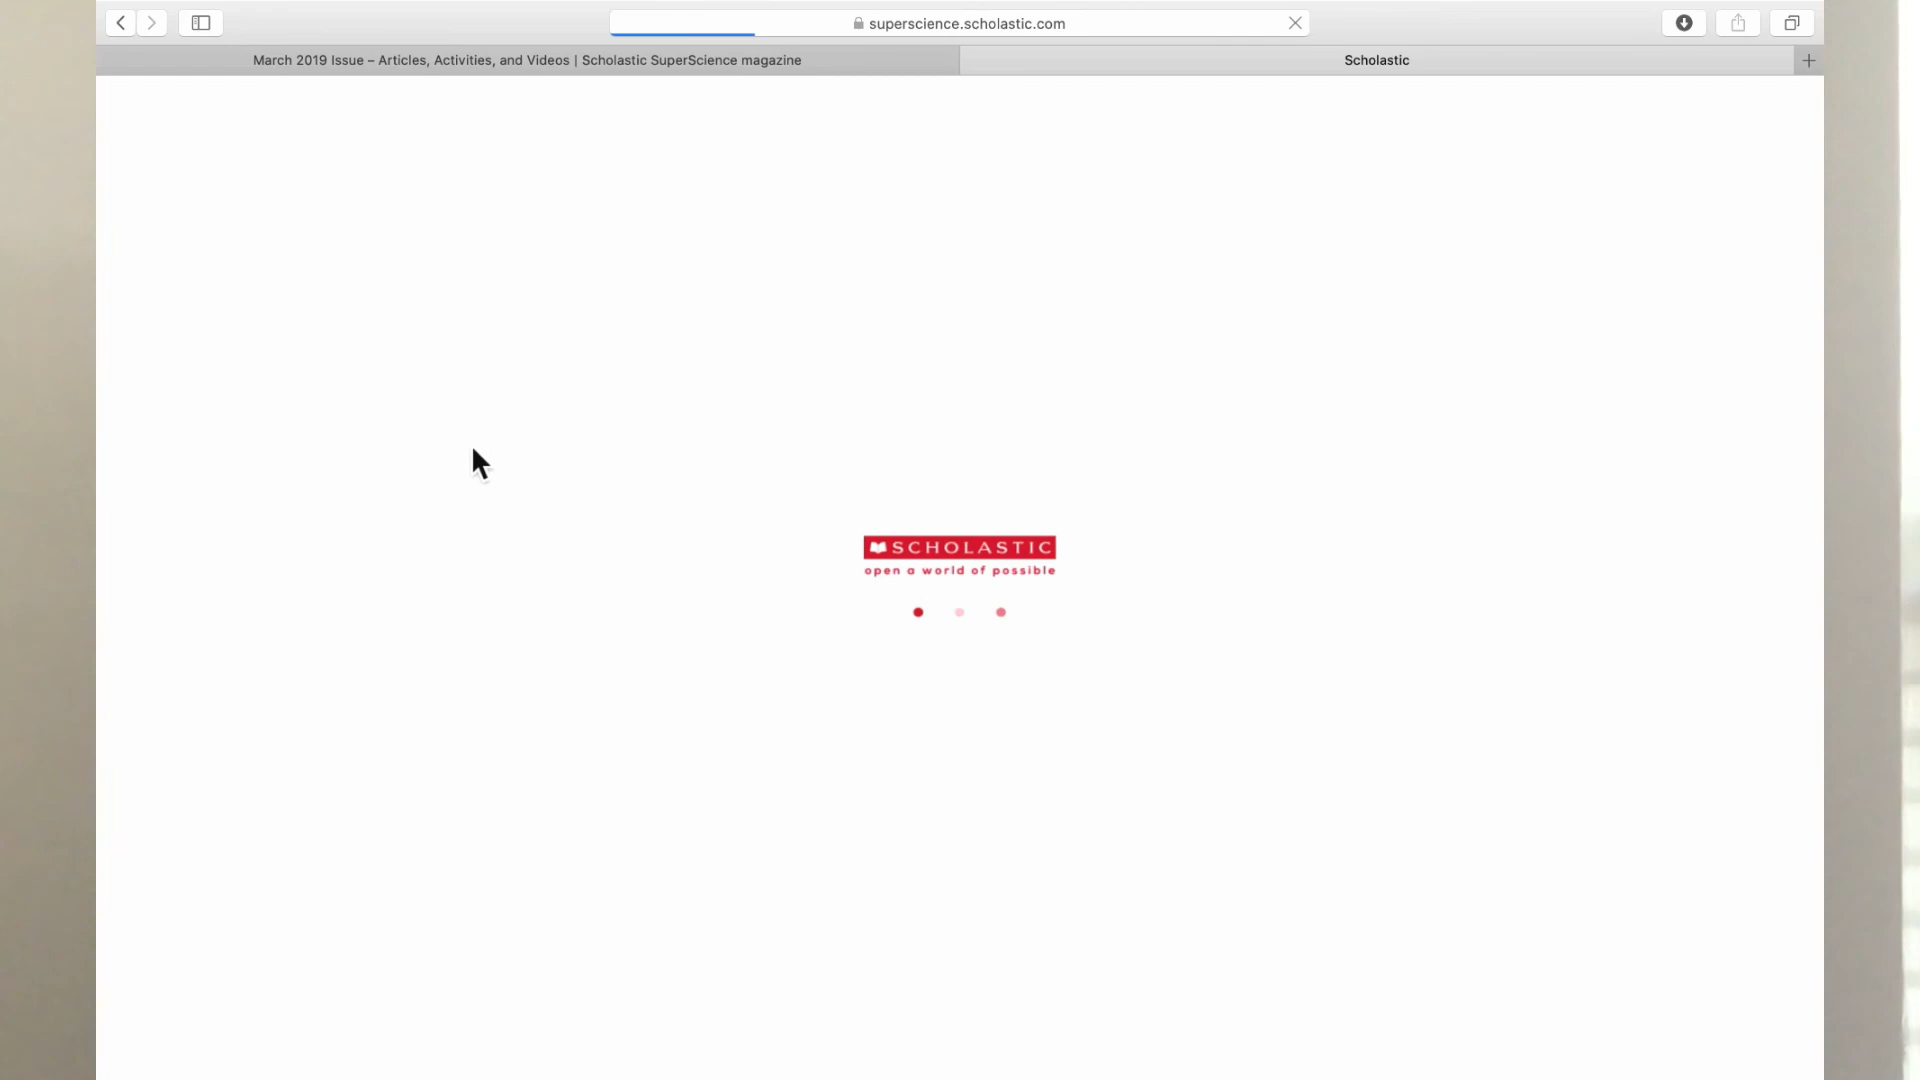 superscience.scholastic.com
March 2019 Issue – Articles, Activities, and Videos | Scholastic SuperScience magazine
Scholastic
SCHOLASTIC
open a world of possible